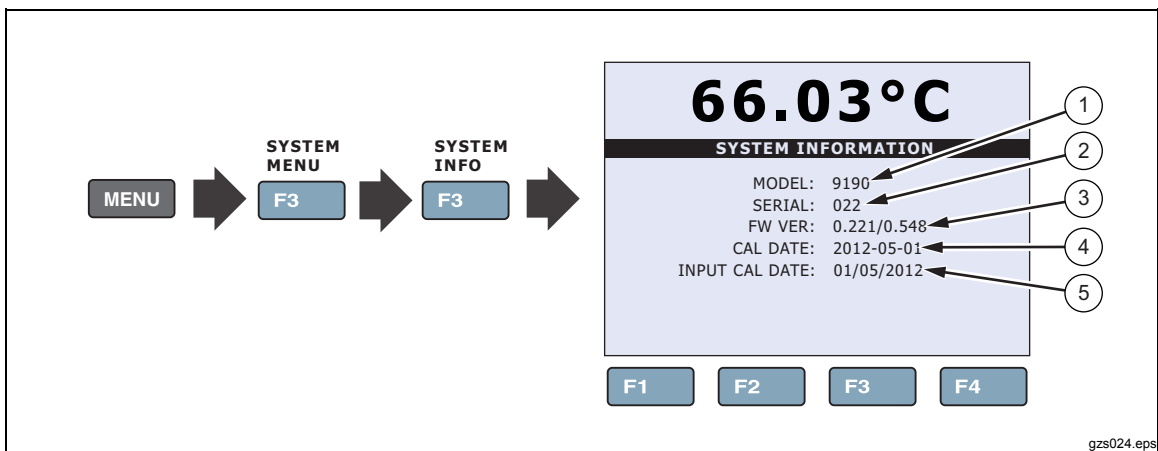 66.03°C
SYSTEM INFORMATION
MODEL: 9190
SERIAL: 022
FW VER: 0.221/0.548
CAL DATE: 2012-05-01
INPUT CAL DATE: 01/05/2012
MENU
SYSTEM
MENU
F3
SYSTEM
INFO
F3
1
2
3
4
5
F1
F2
F3
F4
gzs024.eps